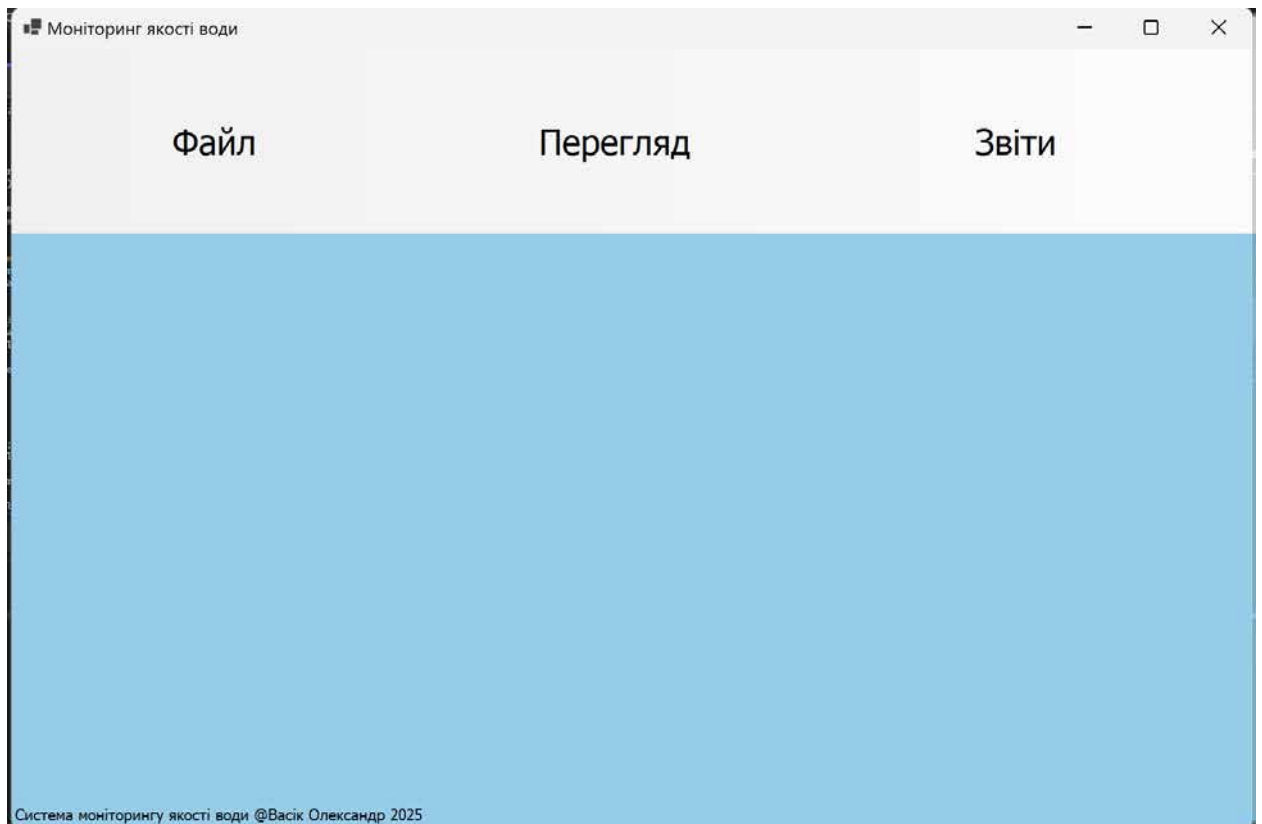 Моніторинг якості води
Файл Перегляд Звіти
Система моніторингу якості води @Васік Олександр 2025